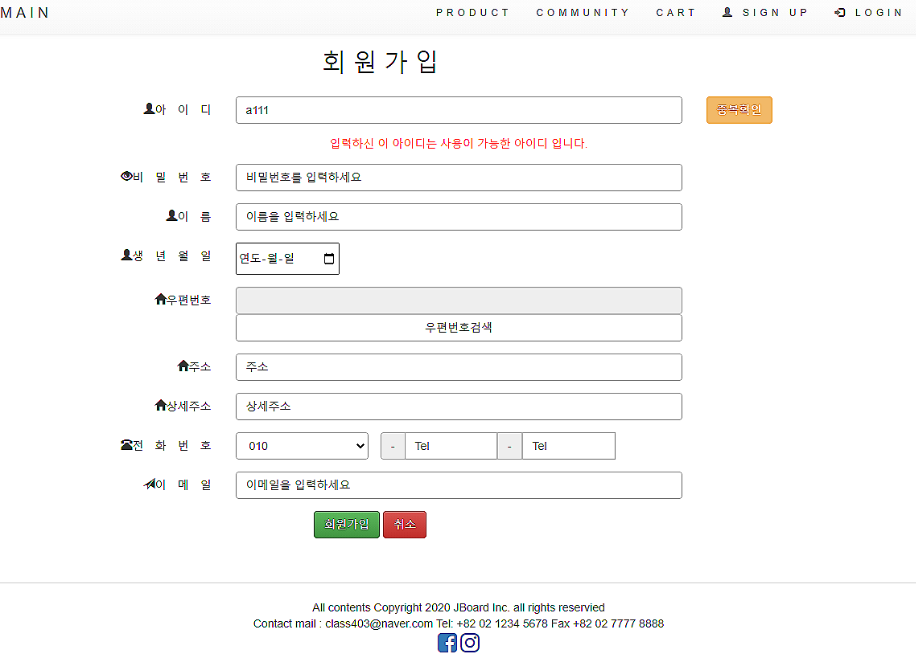 MAIN PRODUCT COMMUNITY CART SIGN UP LOGIN
회원가입
아이디 a111 중복확인
입력하신 이 아이디는 사용이 가능한 아이디 입니다.
비밀번호 비밀번호를 입력하세요
이름 이름을 입력하세요
생년월일 연도-월-일
우편번호
우편번호검색
주소 주소
상세주소 상세주소
전화번호 010 - Tel - Tel
이메일 이메일을 입력하세요
회원가입 취소
All contents Copyright 2020 JBoard Inc. all rights reservied
Contact mail : class403@naver.com Tel: +82 02 1234 5678 Fax +82 02 7777 8888